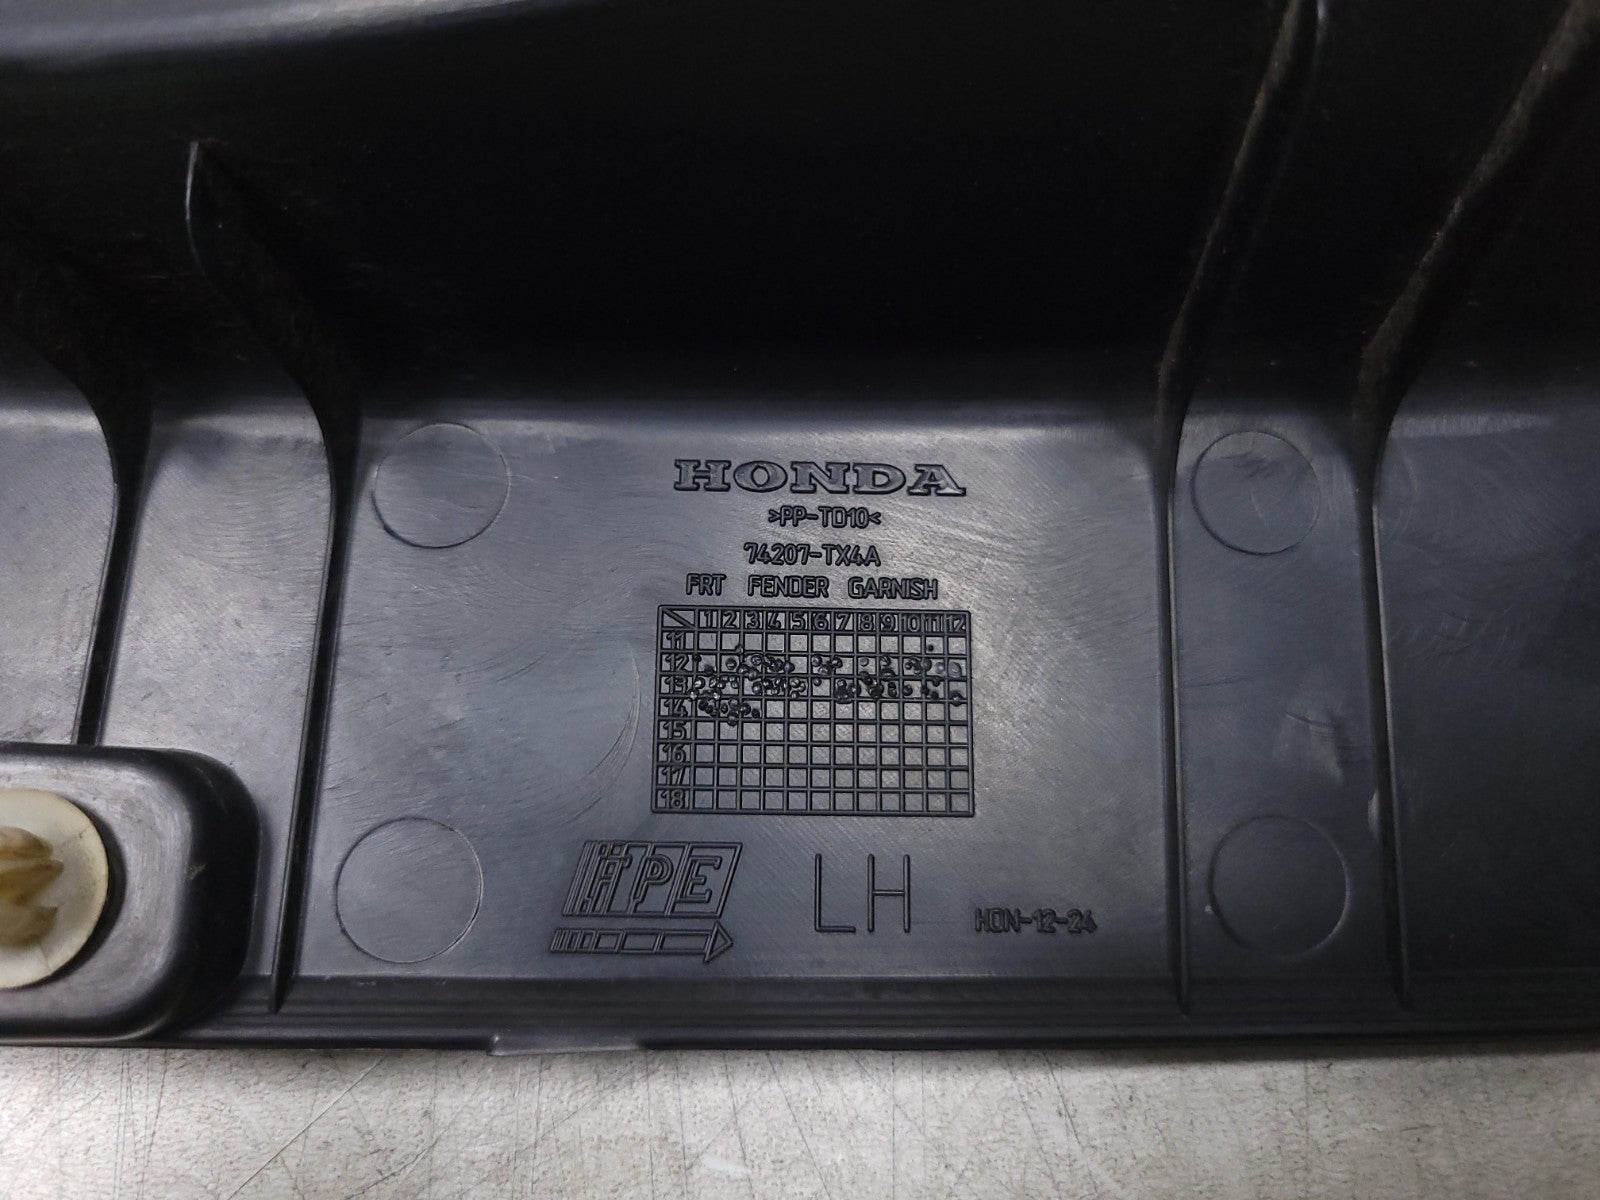 HONDA
>PP-TD10<
74207-TX4A
FRT FENDER GARNISH
1 2 3 4 5 6 7 8 9 10 11 12
11
12
13
14
15
16
17
18
PE
LH
HON-12-24